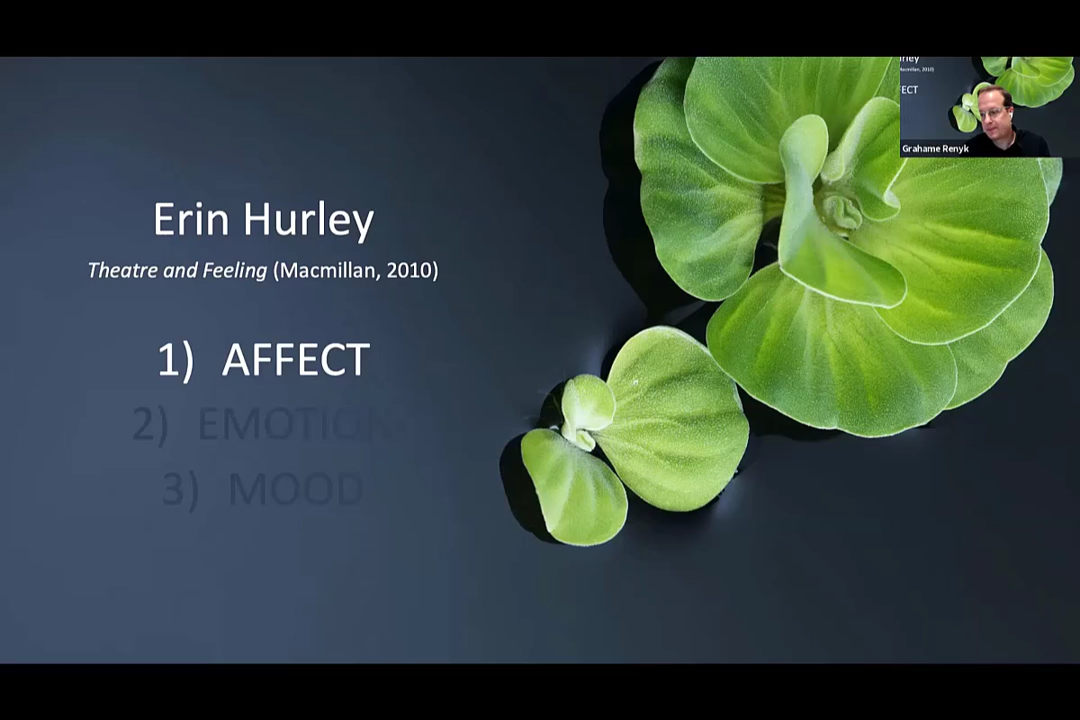 Erin Hurley
Theatre and Feeling (Macmillan, 2010)
1) AFFECT
2) EMOTION
3) MOOD
Grahame Renyk